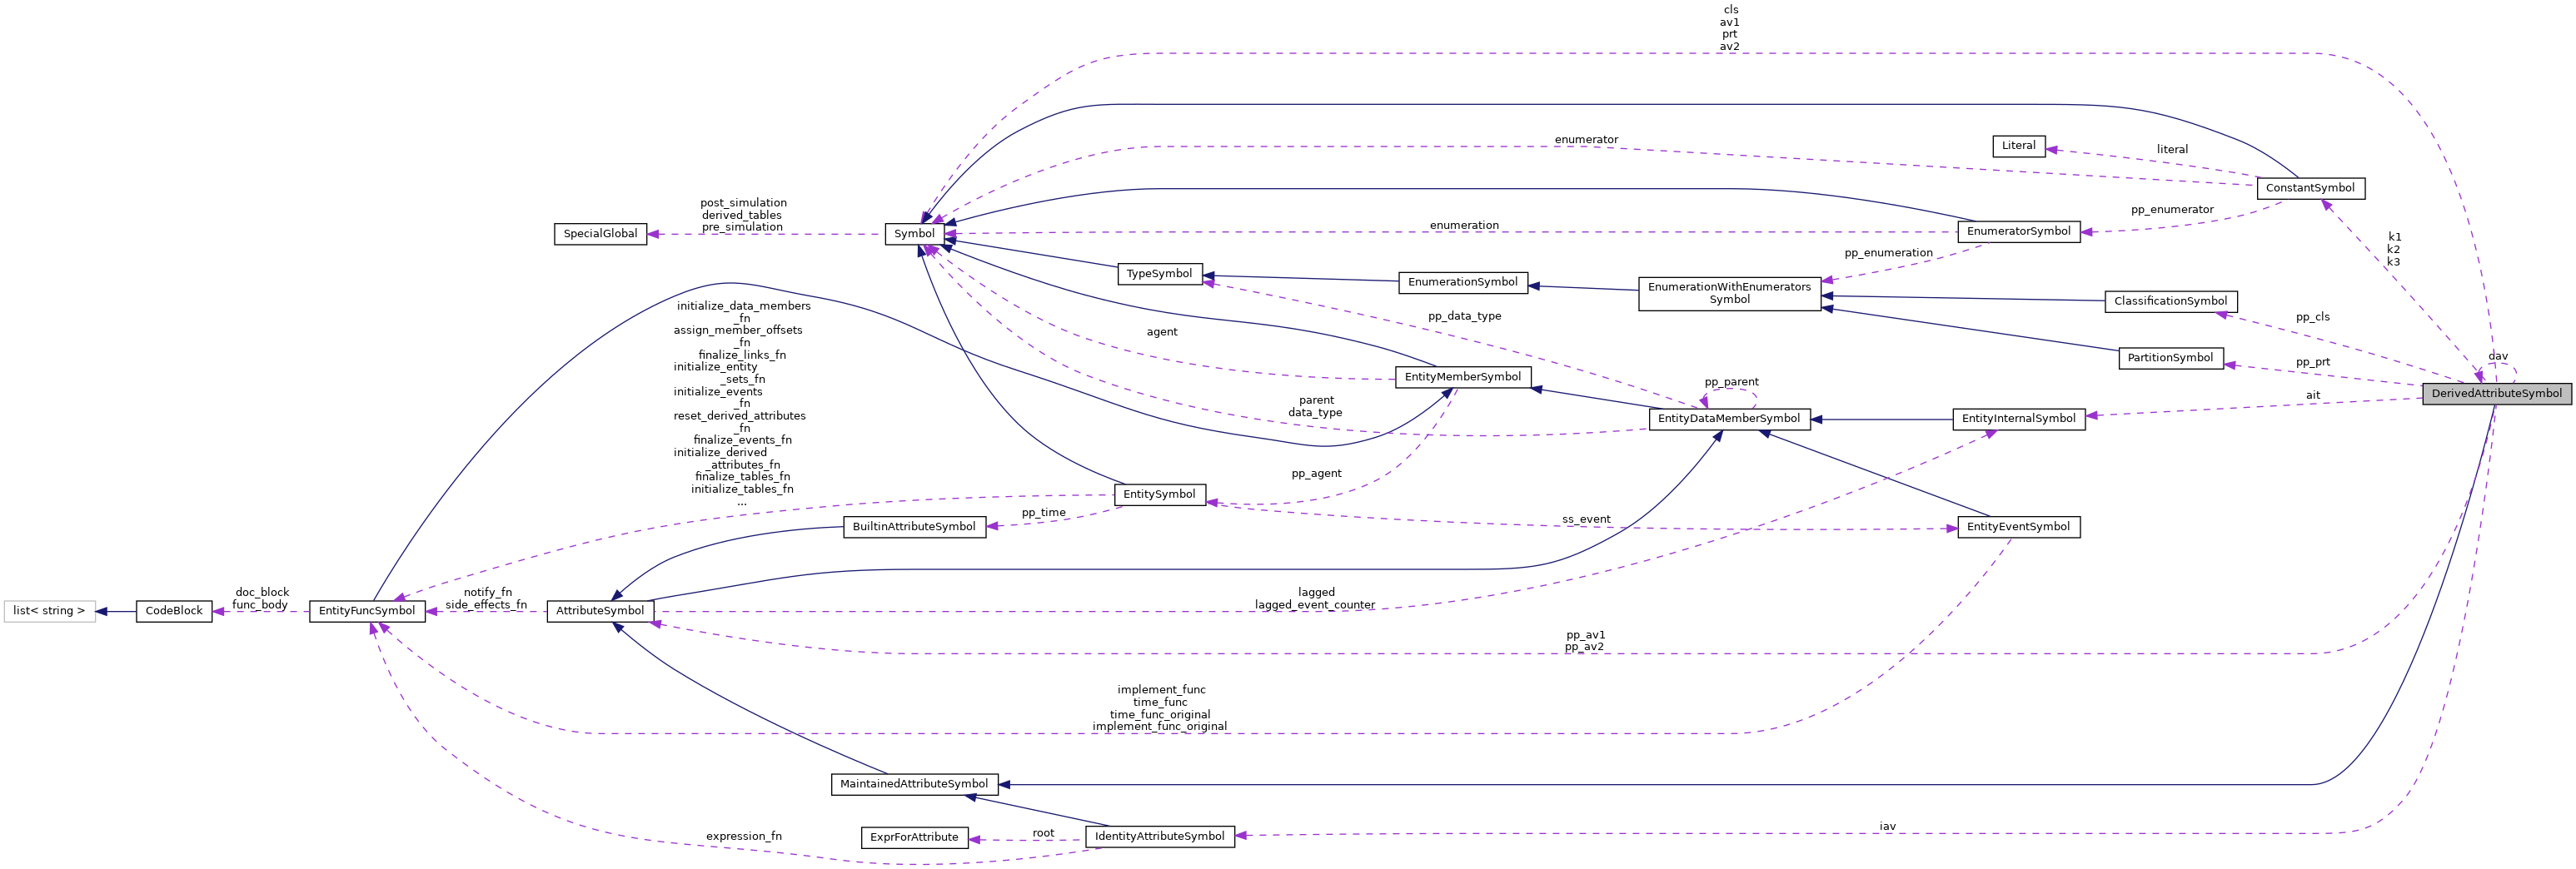 cls
av1
prt
av2
enumerator
Literal
literal
ConstantSymbol
post_simulation
derived_tables
pre_simulation
SpecialGlobal
Symbol
enumeration
pp_enumerator
EnumeratorSymbol
k1
k2
k3
pp_enumeration
TypeSymbol
EnumerationSymbol
EnumerationWithEnumerators
Symbol
ClassificationSymbol
pp_cls
initialize_data_members
_fn
assign_member_offsets
_fn
finalize_links_fn
initialize_entity
_sets_fn
initialize_events
_fn
reset_derived_attributes
_fn
finalize_events_fn
initialize_derived
_attributes_fn
finalize_tables_fn
initialize_tables_fn
...
agent
pp_data_type
PartitionSymbol
pp_prt
dav
EntityMemberSymbol
pp_parent
DerivedAttributeSymbol
parent
data_type
EntityDataMemberSymbol
EntityInternalSymbol
ait
pp_agent
EntitySymbol
pp_time
BuiltinAttributeSymbol
ss_event
EntityEventSymbol
list< string >
CodeBlock
doc_block
func_body
EntityFuncSymbol
notify_fn
side_effects_fn
AttributeSymbol
lagged
lagged_event_counter
pp_av1
pp_av2
implement_func
time_func
time_func_original
implement_func_original
MaintainedAttributeSymbol
expression_fn
ExprForAttribute
root
IdentityAttributeSymbol
iav